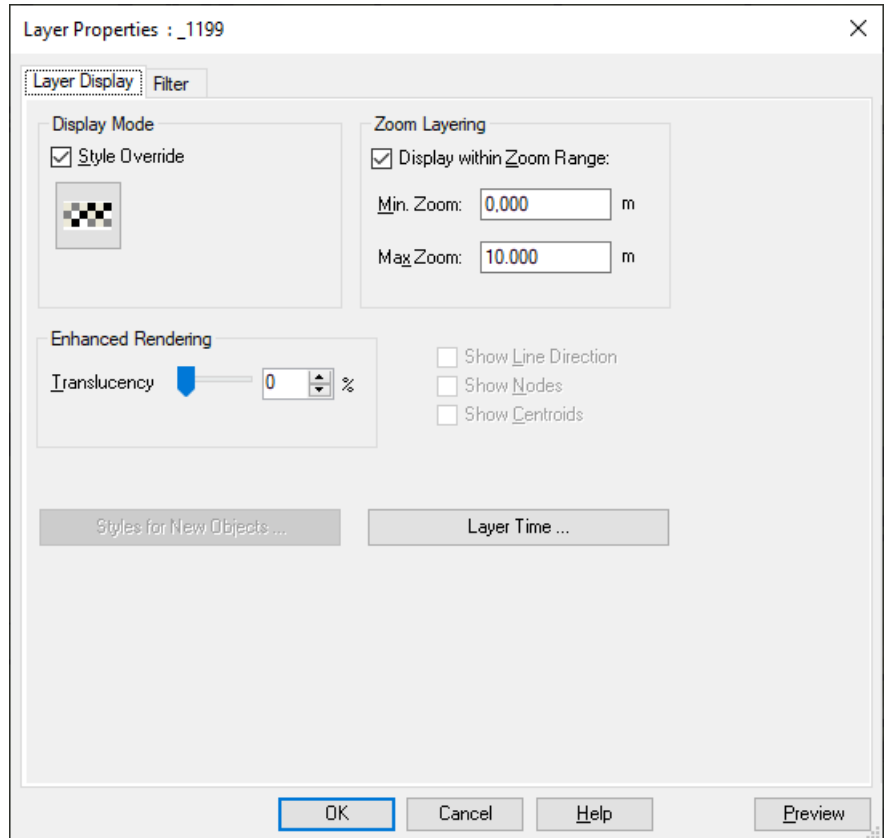 Layer Properties : _1199
Layer Display
Filter
Display Mode
Style Override
Zoom Layering
Display within Zoom Range:
Min. Zoom: 0,000 m
Max Zoom: 10.000 m
Enhanced Rendering
Translucency 0 %
Show Line Direction
Show Nodes
Show Centroids
Styles for New Objects ...
Layer Time ...
OK
Cancel
Help
Preview